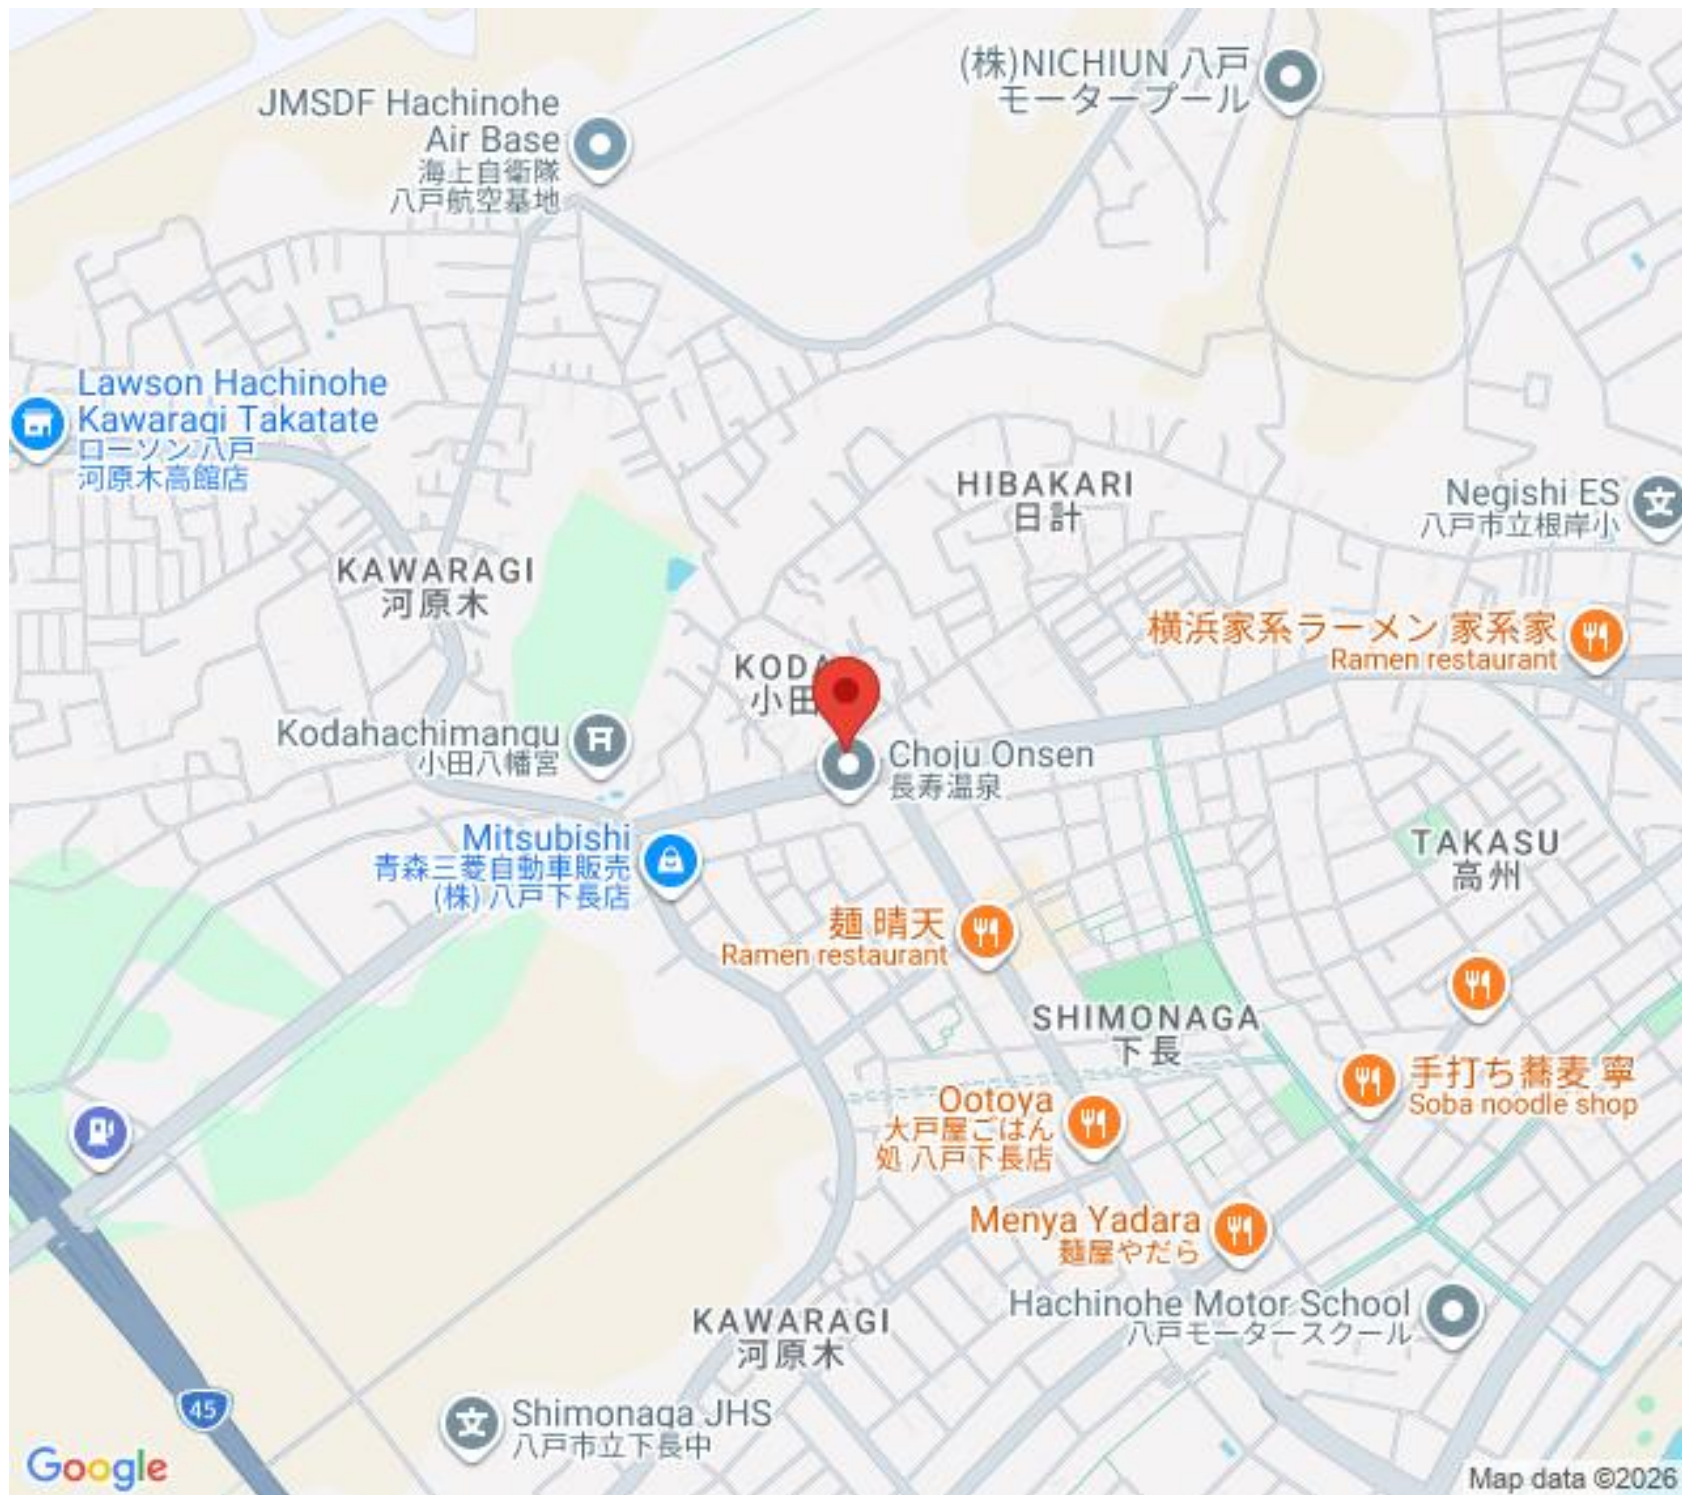 (株)NICHIUN 八戸
モータープール
JMSDF Hachinohe
Air Base
海上自衛隊
八戸航空基地
Lawson Hachinohe
Kawaragi Takatate
ローソン 八戸
河原木高館店
HIBAKARI
日計
Negishi ES
八戸市立根岸小
KAWARAGI
河原木
横浜家系ラーメン 家系家
Ramen restaurant
KODA
小田
Kodahachimangu
小田八幡宮
Choju Onsen
長寿温泉
Mitsubishi
青森三菱自動車販売
(株) 八戸下長店
TAKASU
高州
麺 晴天
Ramen restaurant
SHIMONAGA
下長
手打ち蕎麦 寧
Soba noodle shop
Ootoya
大戸屋ごはん
処 八戸下長店
Menya Yadara
麺屋やだら
Hachinohe Motor School
八戸モータースクール
KAWARAGI
河原木
45
Shimonaga JHS
八戸市立下長中
Google
Map data ©2026